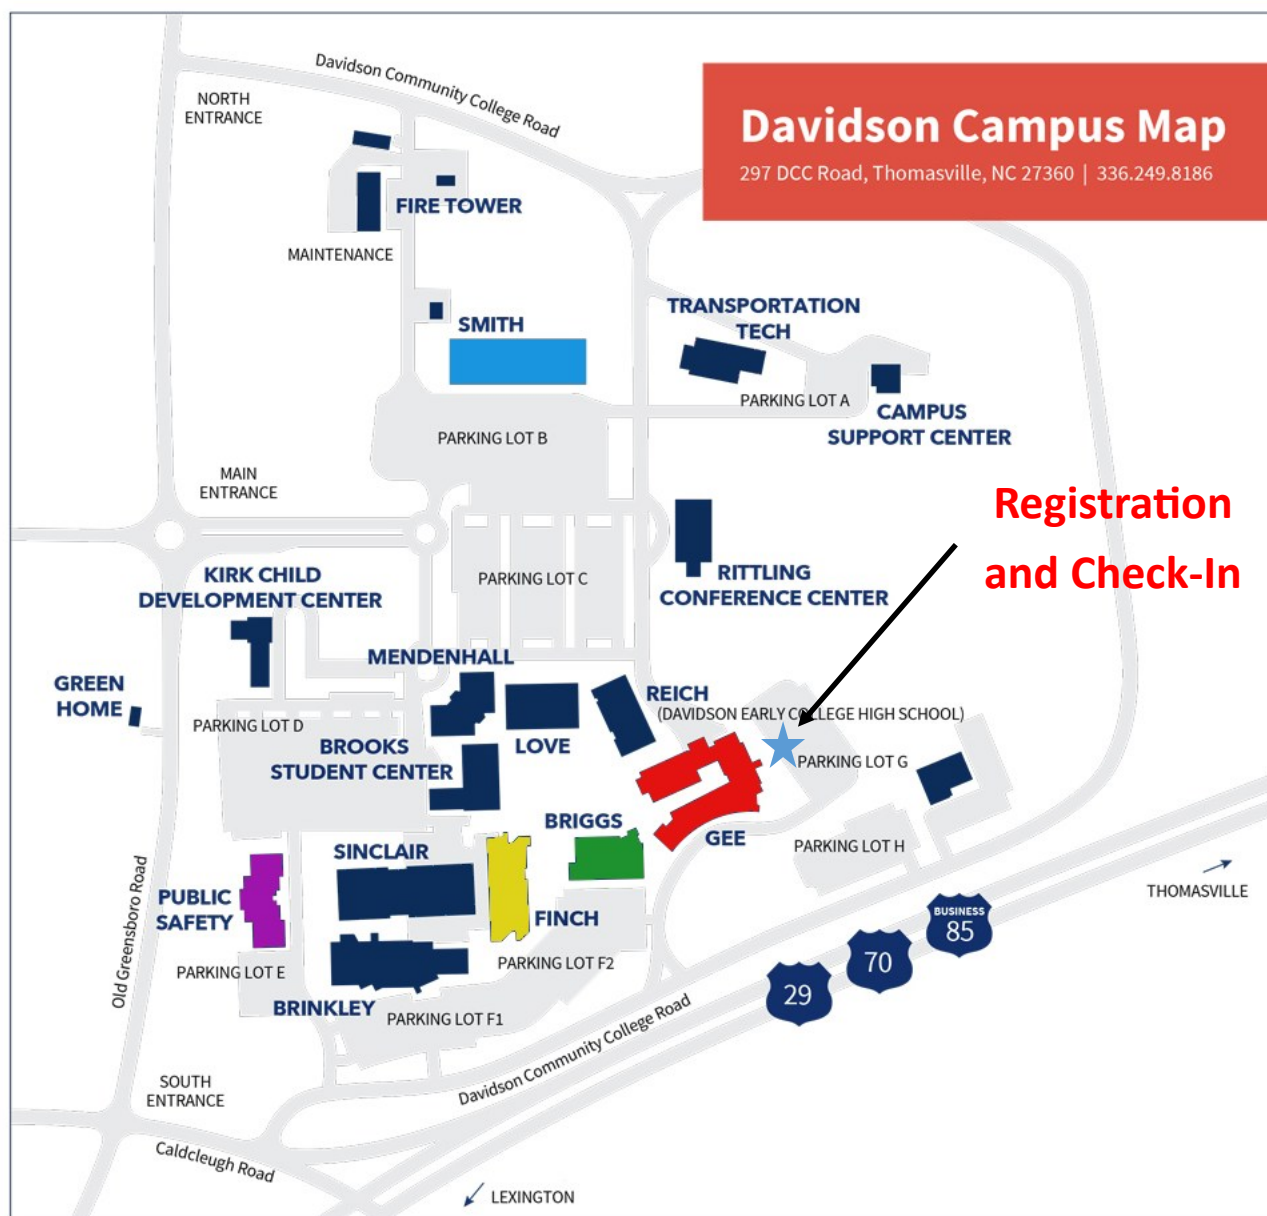 Davidson Community College Road
Davidson Campus Map
297 DCC Road, Thomasville, NC 27360 | 336.249.8186
NORTH
ENTRANCE
FIRE TOWER
MAINTENANCE
SMITH
TRANSPORTATION
TECH
PARKING LOT A
CAMPUS
SUPPORT CENTER
PARKING LOT B
MAIN
ENTRANCE
Registration
and Check-In
KIRK CHILD
DEVELOPMENT CENTER
PARKING LOT C
RITTLING
CONFERENCE CENTER
MENDENHALL
GREEN
HOME
REICH
(DAVIDSON EARLY COLLEGE HIGH SCHOOL)
PARKING LOT D
BROOKS
STUDENT CENTER
LOVE
PARKING LOT G
BRIGGS
GEE
PARKING LOT H
SINCLAIR
PUBLIC
SAFETY
FINCH
THOMASVILLE
Old Greensboro Road
BUSINESS
85
70
29
PARKING LOT E
PARKING LOT F2
BRINKLEY
PARKING LOT F1
Davidson Community College Road
SOUTH
ENTRANCE
Caldcleugh Road
LEXINGTON